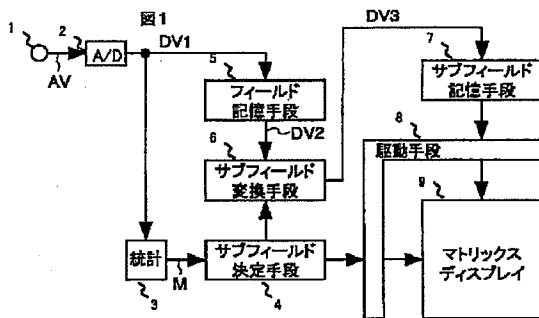 図1
1
2
A/D
AV
DV1
DV3
5
フィールド
記憶手段
DV2
7
サブフィールド
記憶手段
6
サブフィールド
変換手段
8
駆動手段
9
マトリックス
ディスプレイ
統計
3
M
サブフィールド
決定手段
4